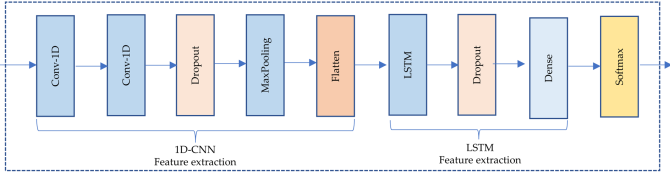 Conv-1D
Conv-1D
Dropout
MaxPooling
Flatten
LSTM
Dropout
Dense
Softmax
1D-CNN
Feature extraction
LSTM
Feature extraction